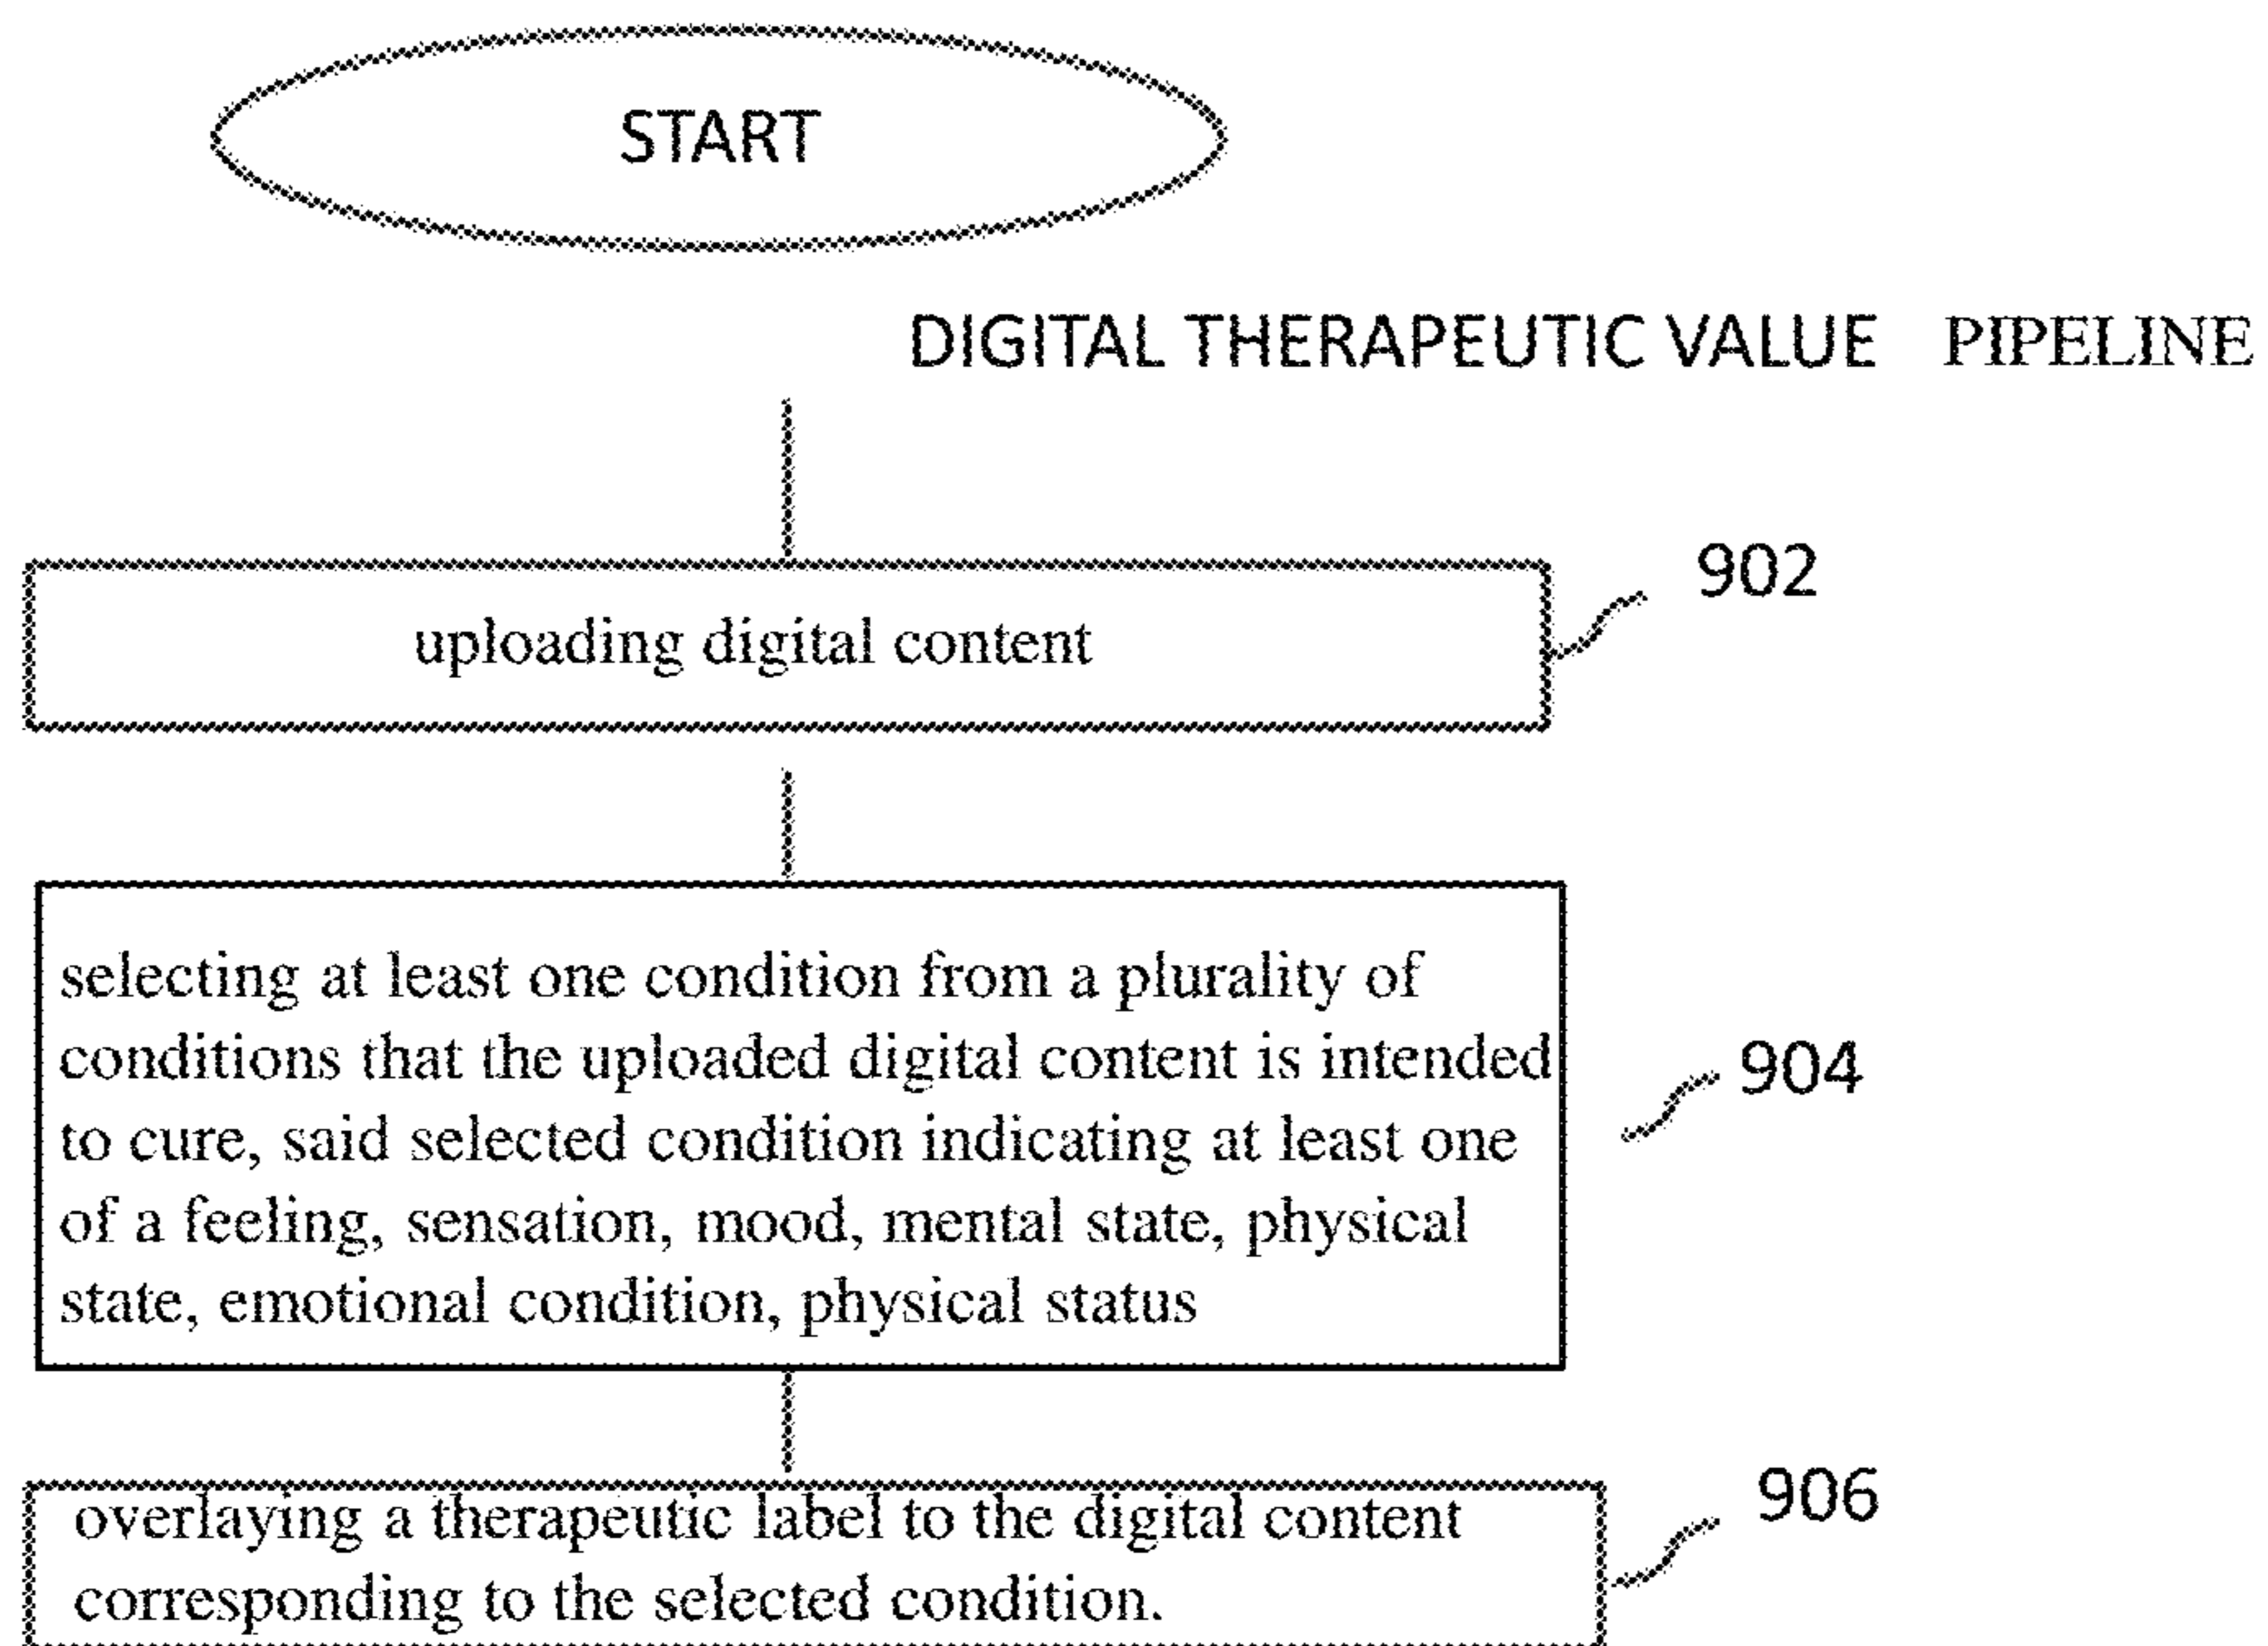 START
DIGITAL THERAPEUTIC VALUE PIPELINE
902
uploading digital content
selecting at least one condition from a plurality of
conditions that the uploaded digital content is intended
to cure, said selected condition indicating at least one
of a feeling, sensation, mood, mental state, physical
state, emotional condition, physical status
904
overlaying a therapeutic label to the digital content
corresponding to the selected condition.
906